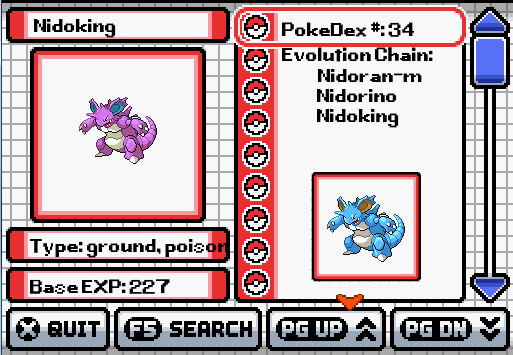 Nidoking
PokeDex #: 34
Evolution Chain:
Nidoran-m
Nidorino
Nidoking
Type: ground, poison
Base EXP: 227
X QUIT
F5 SEARCH
PG UP
PG DN